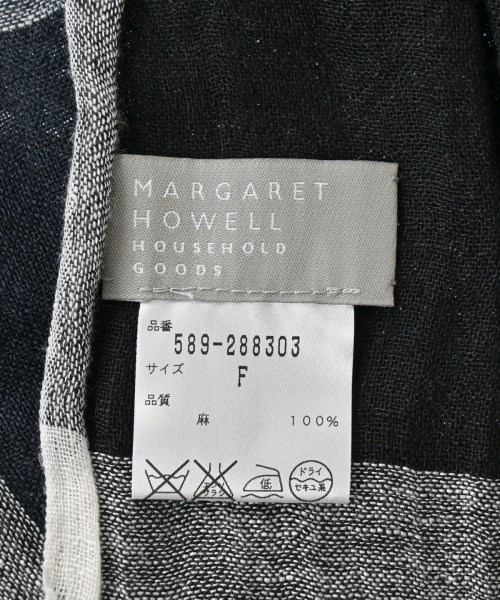 MARGARET
HOWELL
HOUSEHOLD
GOODS
品番
589-288303
サイズ
F
品質
麻 100%
低
ドライ
セキユ系